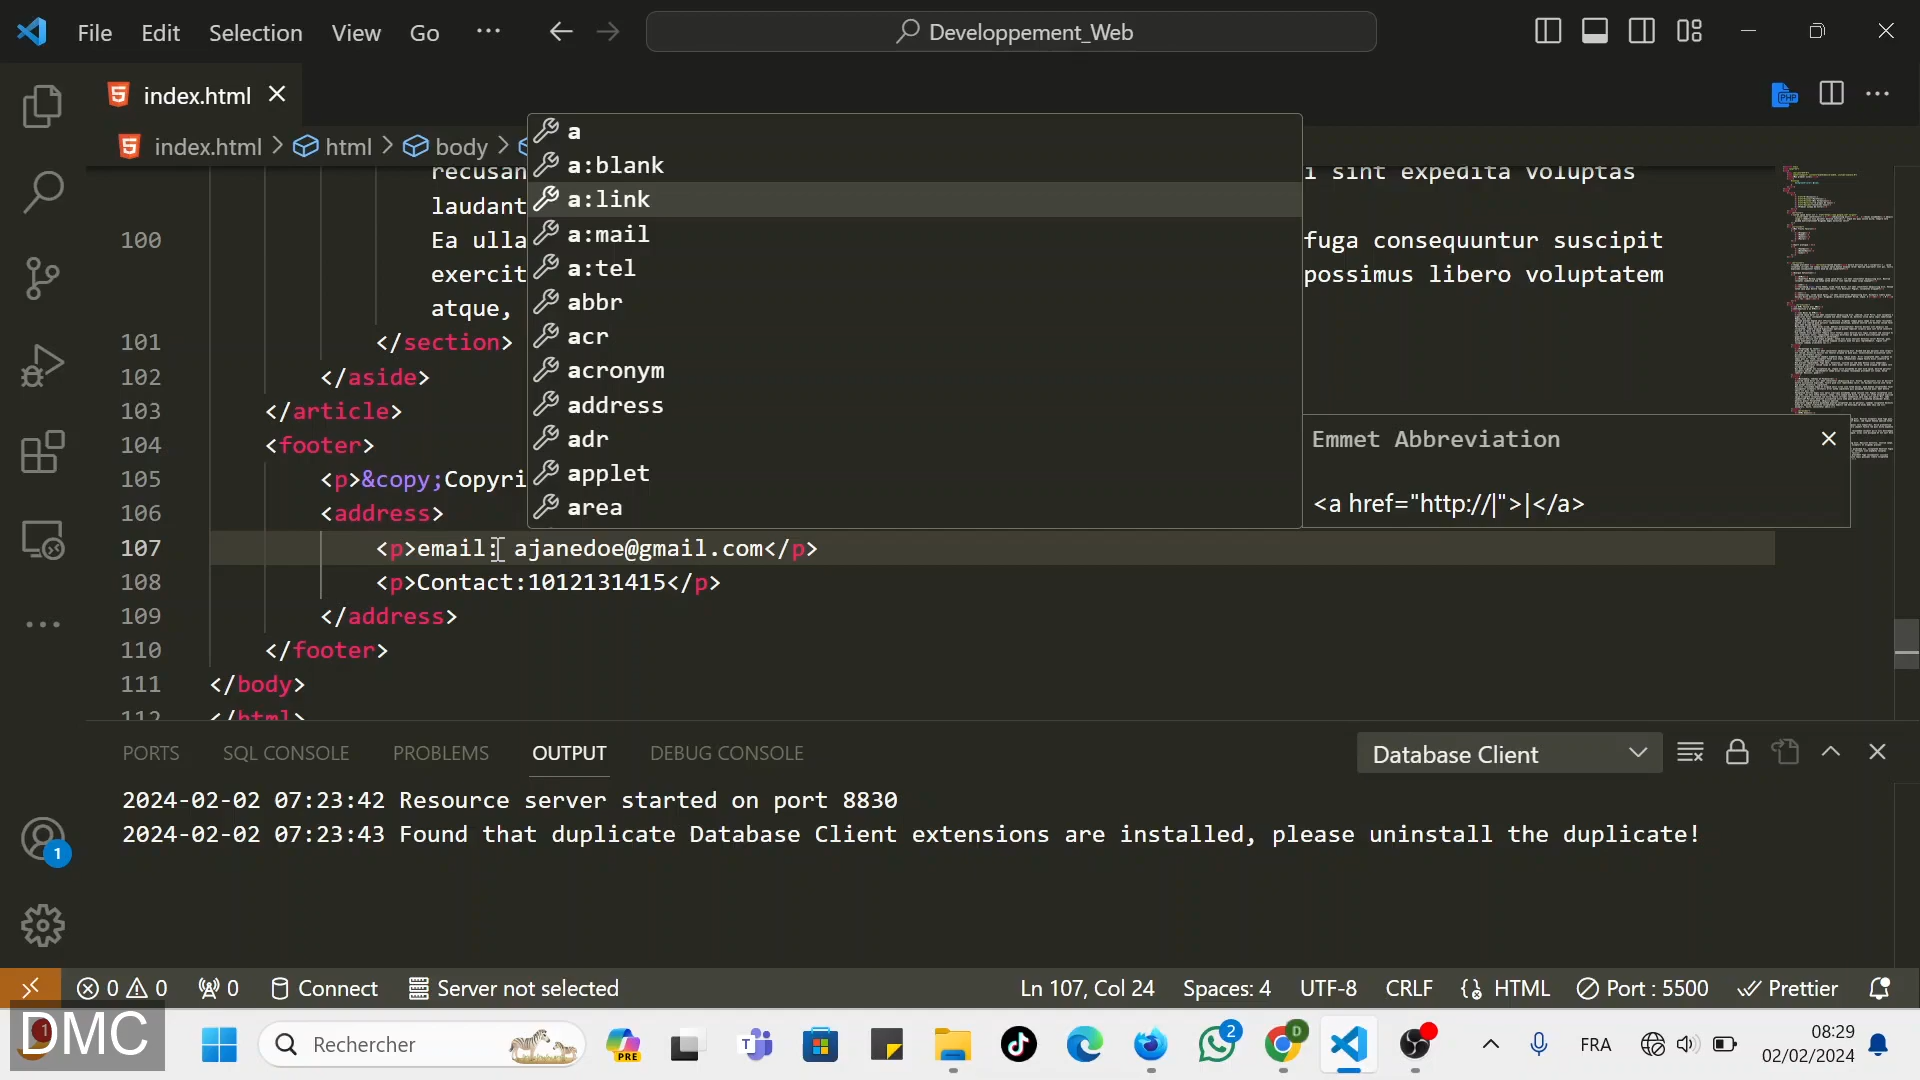 File Edit Selection View Go ··· Developpement_Web
index.html
index.html > html > body >
recusan i sint expedita voluptas
laudant
100 Ea ulla fuga consequuntur suscipit
exercit possimus libero voluptatem
atque,
101 </section>
102 </aside>
103 </article>
104 <footer>
105 <p>&copy;Copyri
106 <address>
107 <p>email: ajanedoe@gmail.com</p>
108 <p>Contact:1012131415</p>
109 </address>
110 </footer>
111 </body>
112 </html>
a
a:blank
a:link
a:mail
a:tel
abbr
acr
acronym
address
adr
applet
area
Emmet Abbreviation
<a href="http://|">|</a>
PORTS SQL CONSOLE PROBLEMS OUTPUT DEBUG CONSOLE Database Client
2024-02-02 07:23:42 Resource server started on port 8830
2024-02-02 07:23:43 Found that duplicate Database Client extensions are installed, please uninstall the duplicate!
1
0 0 0 Connect Server not selected Ln 107, Col 24 Spaces: 4 UTF-8 CRLF HTML Port : 5500 Prettier
DMC
1
Rechercher
PRE
2
D
FRA
08:29
02/02/2024